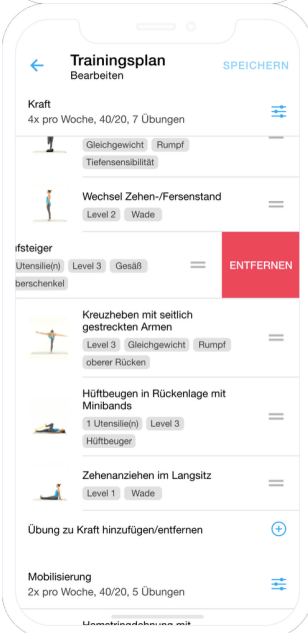 Trainingsplan
Bearbeiten
SPEICHERN
Kraft
4x pro Woche, 40/20, 7 Übungen
Gleichgewicht Rumpf
Tiefensensibilität
Wechsel Zehen-/Fersenstand
Level 2 Wade
ufsteiger
Utensilie(n) Level 3 Gesäß
berschenkel
ENTFERNEN
Kreuzheben mit seitlich
gestreckten Armen
Level 3 Gleichgewicht Rumpf
oberer Rücken
Hüftbeugen in Rückenlage mit
Minibands
1 Utensilie(n) Level 3
Hüftbeuger
Zehenanziehen im Langsitz
Level 1 Wade
Übung zu Kraft hinzufügen/entfernen
Mobilisierung
2x pro Woche, 40/20, 5 Übungen
Hamstringdehnung mit